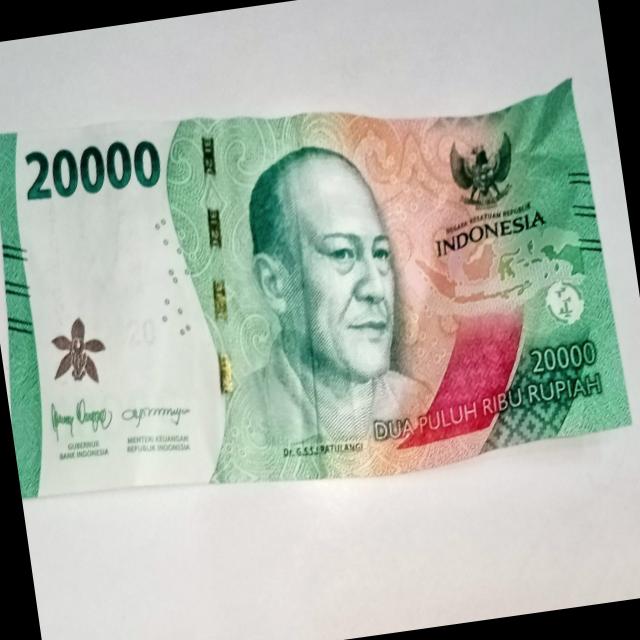 20000
NEGARA KESATUAN REPUBLIK
INDONESIA
20
20000
DUA PULUH RIBU RUPIAH
GUBERNUR
BANK INDONESIA
MENTERI KEUANGAN
REPUBLIK INDONESIA
Dr. G.S.S.J. RATULANGI